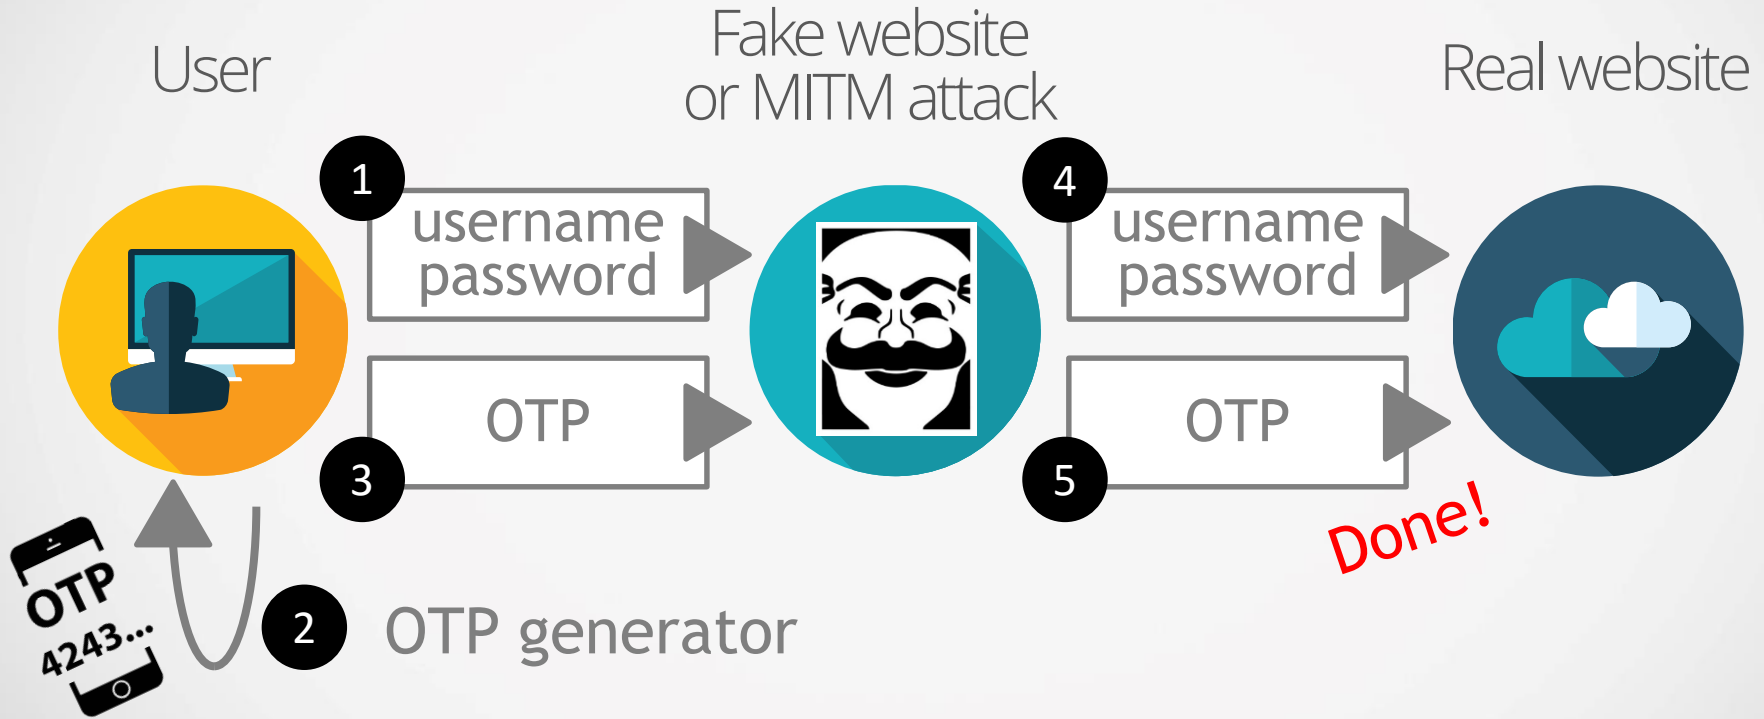 User
Fake website
or MITM attack
Real website
1
username
password
4
username
password
3
OTP
5
OTP
Done!
OTP
4243...
2
OTP generator